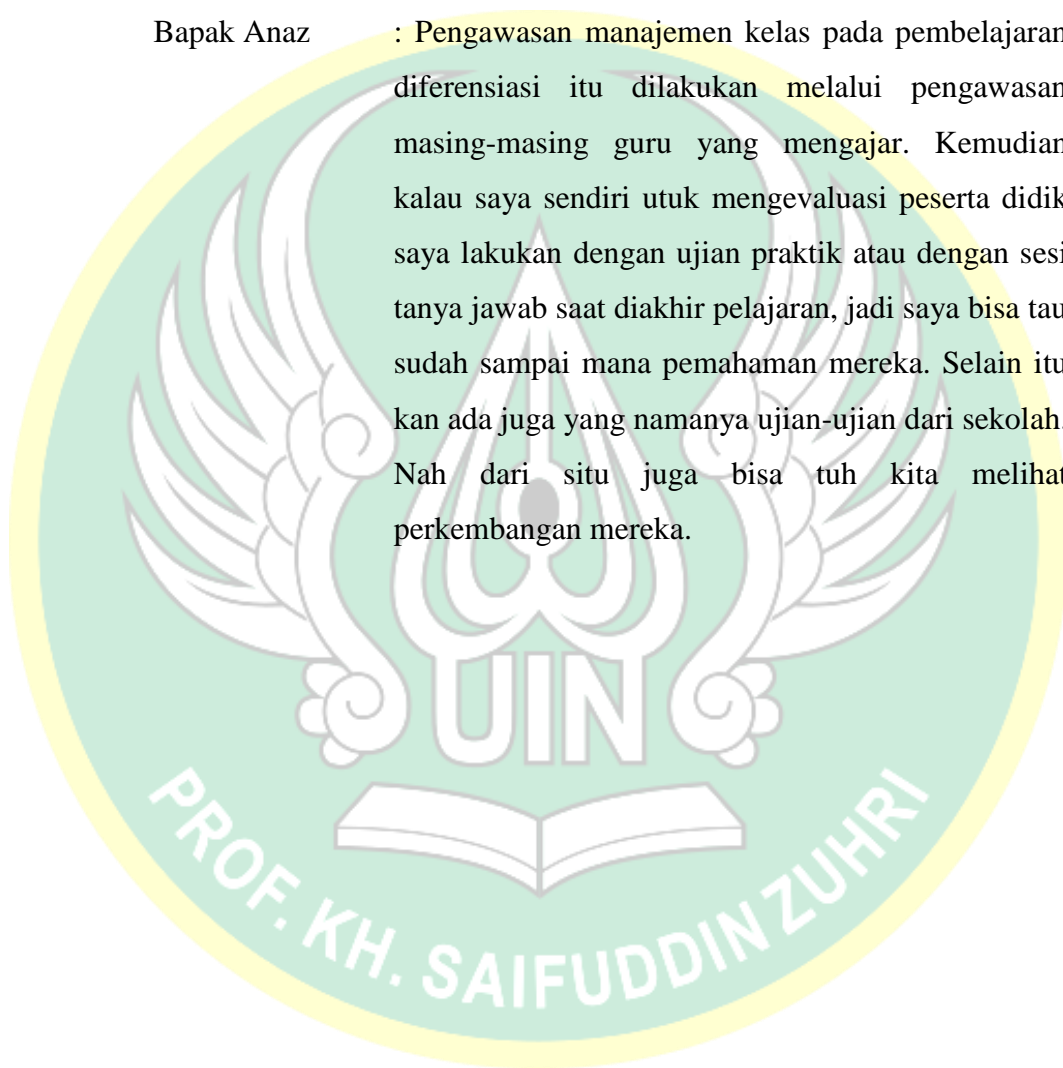 Bapak Anaz : Pengawasan manajemen kelas pada pembelajaran
diferensiasi itu dilakukan melalui pengawasan
masing-masing guru yang mengajar. Kemudian
kalau saya sendiri utuk mengevaluasi peserta didik
saya lakukan dengan ujian praktik atau dengan sesi
tanya jawab saat diakhir pelajaran, jadi saya bisa tau
sudah sampai mana pemahaman mereka. Selain itu
kan ada juga yang namanya ujian-ujian dari sekolah.
Nah dari situ juga bisa tuh kita melihat
perkembangan mereka.
UIN
PROF. KH. SAIFUDDIN ZUHRI